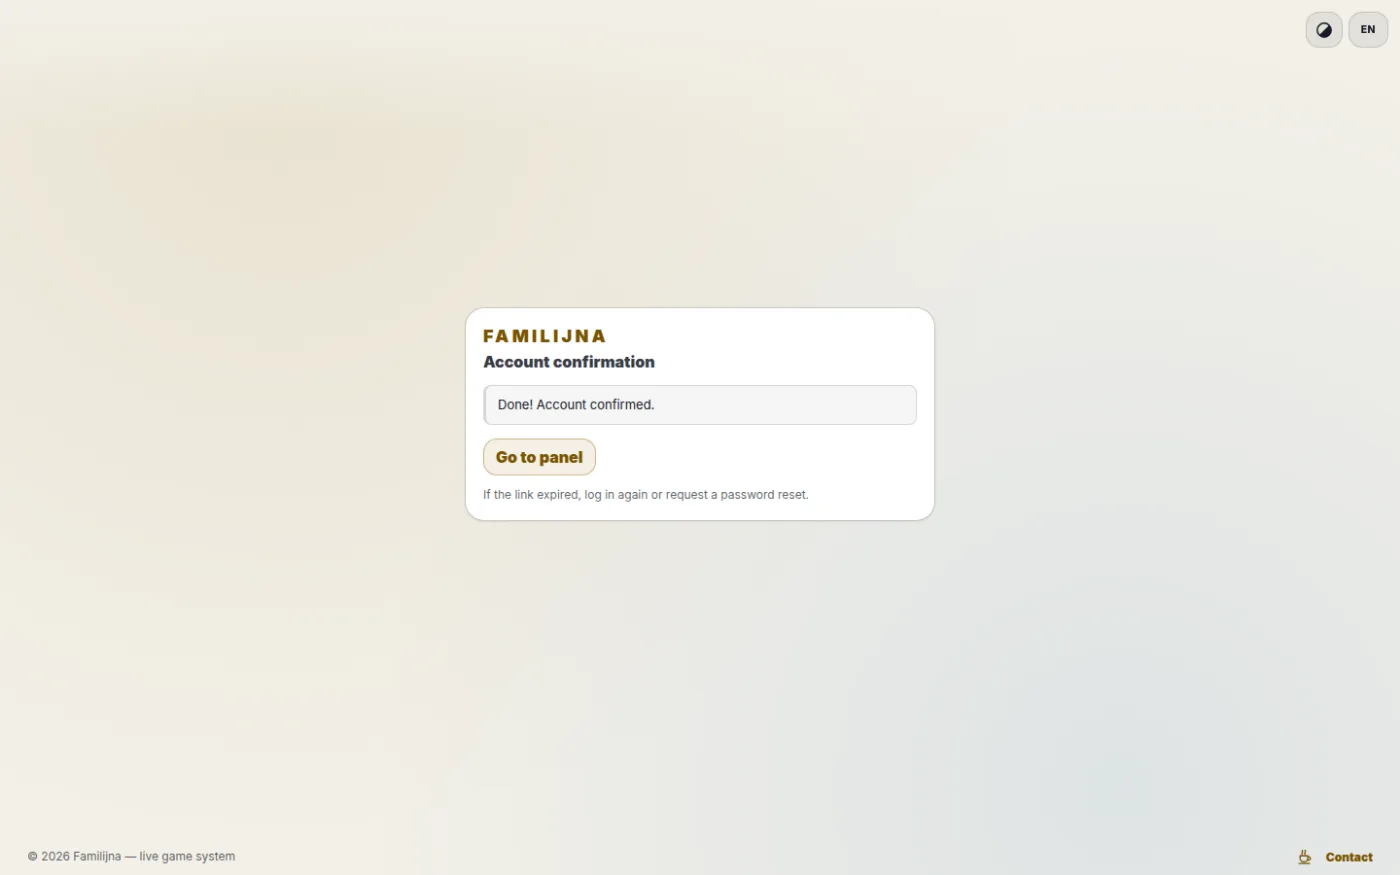 EN
FAMILIJNA
Account confirmation
Done! Account confirmed.
Go to panel
If the link expired, log in again or request a password reset.
© 2026 Familijna — live game system
Contact